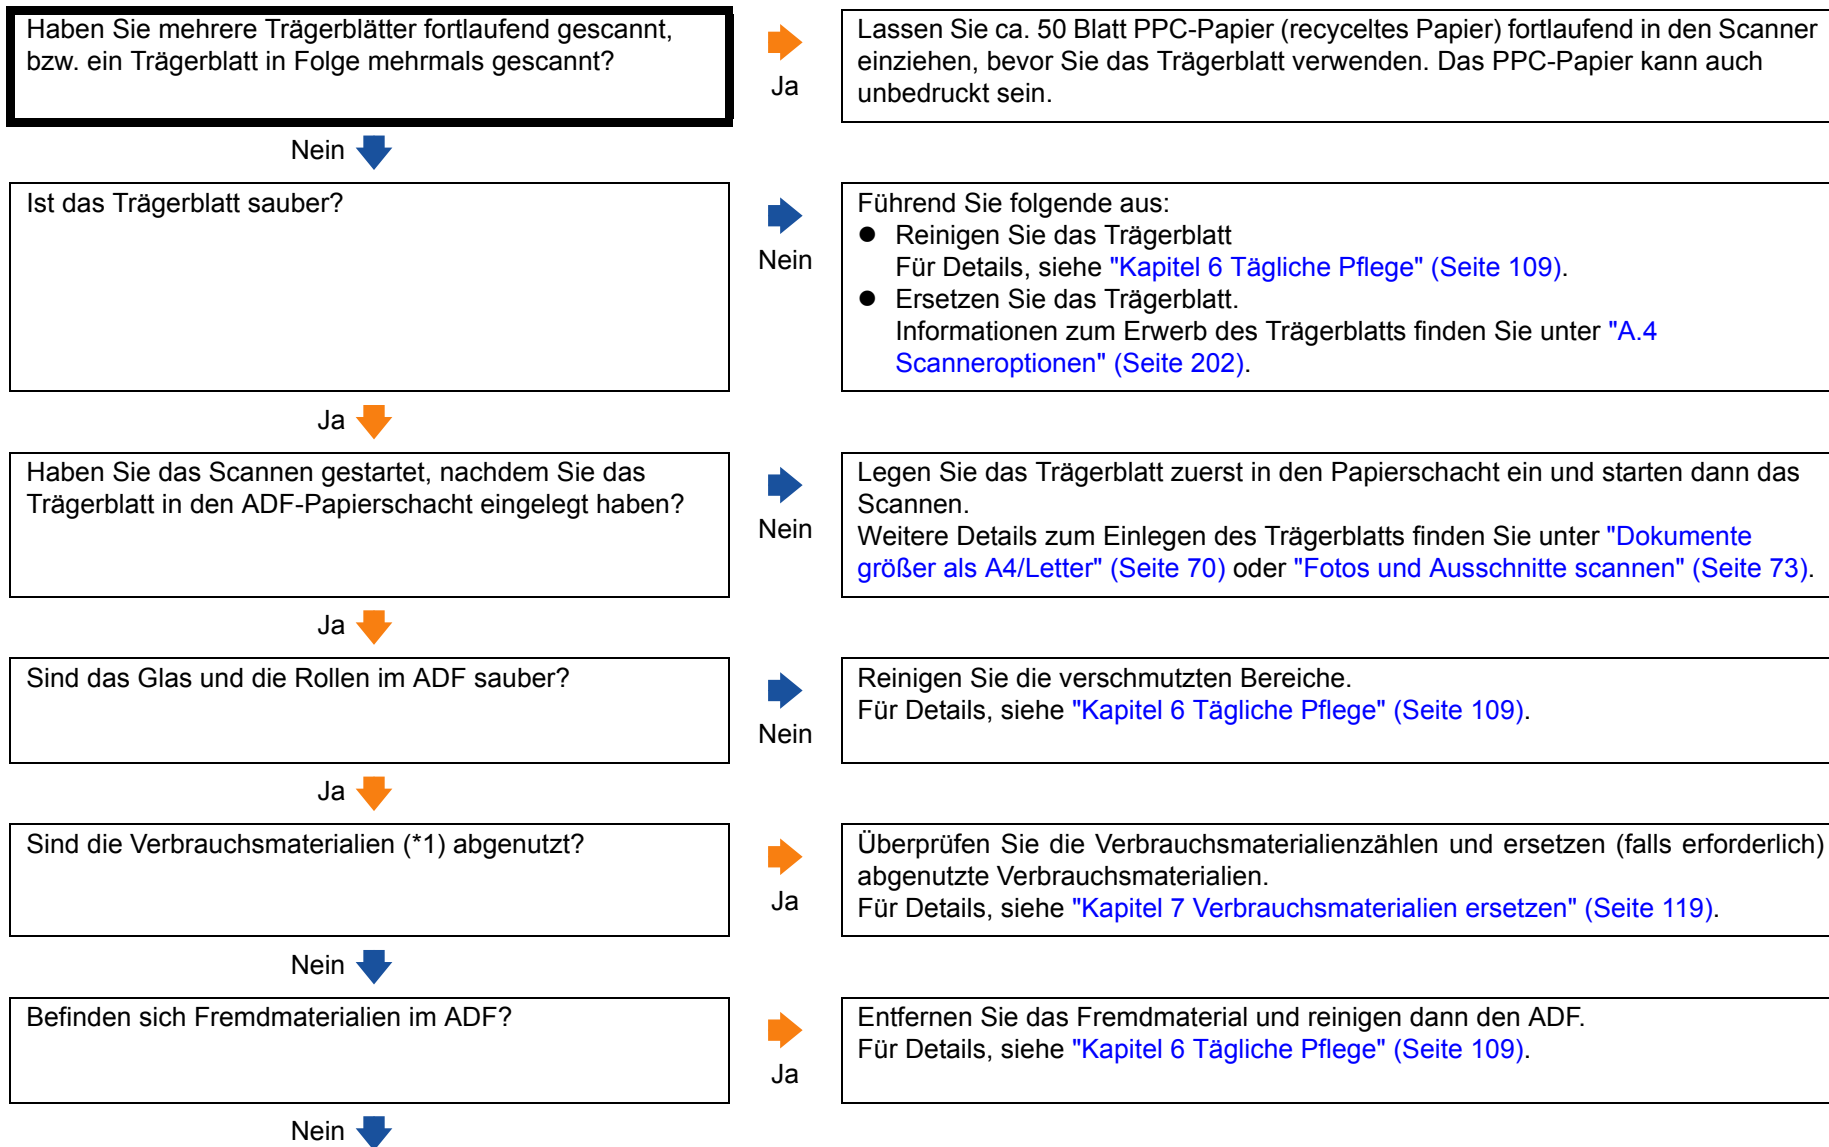 Haben Sie mehrere Trägerblätter fortlaufend gescannt,
bzw. ein Trägerblatt in Folge mehrmals gescannt?
Ja
Lassen Sie ca. 50 Blatt PPC-Papier (recyceltes Papier) fortlaufend in den Scanner
einziehen, bevor Sie das Trägerblatt verwenden. Das PPC-Papier kann auch
unbedruckt sein.
Nein
Ist das Trägerblatt sauber?
Nein
Führend Sie folgende aus:
● Reinigen Sie das Trägerblatt
Für Details, siehe "Kapitel 6 Tägliche Pflege" (Seite 109).
● Ersetzen Sie das Trägerblatt.
Informationen zum Erwerb des Trägerblatts finden Sie unter "A.4
Scanneroptionen" (Seite 202).
Ja
Haben Sie das Scannen gestartet, nachdem Sie das
Trägerblatt in den ADF-Papierschacht eingelegt haben?
Nein
Legen Sie das Trägerblatt zuerst in den Papierschacht ein und starten dann das
Scannen.
Weitere Details zum Einlegen des Trägerblatts finden Sie unter "Dokumente
größer als A4/Letter" (Seite 70) oder "Fotos und Ausschnitte scannen" (Seite 73).
Ja
Sind das Glas und die Rollen im ADF sauber?
Nein
Reinigen Sie die verschmutzten Bereiche.
Für Details, siehe "Kapitel 6 Tägliche Pflege" (Seite 109).
Ja
Sind die Verbrauchsmaterialien (*1) abgenutzt?
Ja
Überprüfen Sie die Verbrauchsmaterialienzählen und ersetzen (falls erforderlich)
abgenutzte Verbrauchsmaterialien.
Für Details, siehe "Kapitel 7 Verbrauchsmaterialien ersetzen" (Seite 119).
Nein
Befinden sich Fremdmaterialien im ADF?
Ja
Entfernen Sie das Fremdmaterial und reinigen dann den ADF.
Für Details, siehe "Kapitel 6 Tägliche Pflege" (Seite 109).
Nein